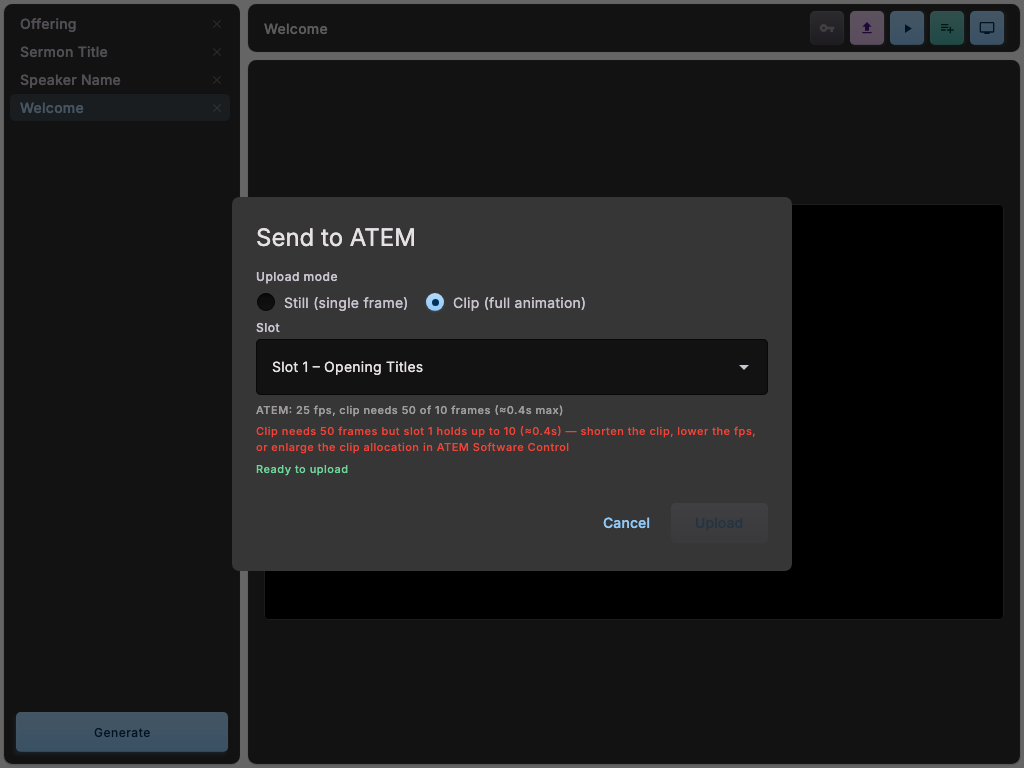 Offering
Sermon Title
Speaker Name
Welcome
Generate
Welcome
Send to ATEM
Upload mode
Still (single frame)
Clip (full animation)
Slot
Slot 1 – Opening Titles
ATEM: 25 fps, clip needs 50 of 10 frames (≈0.4s max)
Clip needs 50 frames but slot 1 holds up to 10 (≈0.4s) — shorten the clip, lower the fps,
or enlarge the clip allocation in ATEM Software Control
Ready to upload
Cancel
Upload